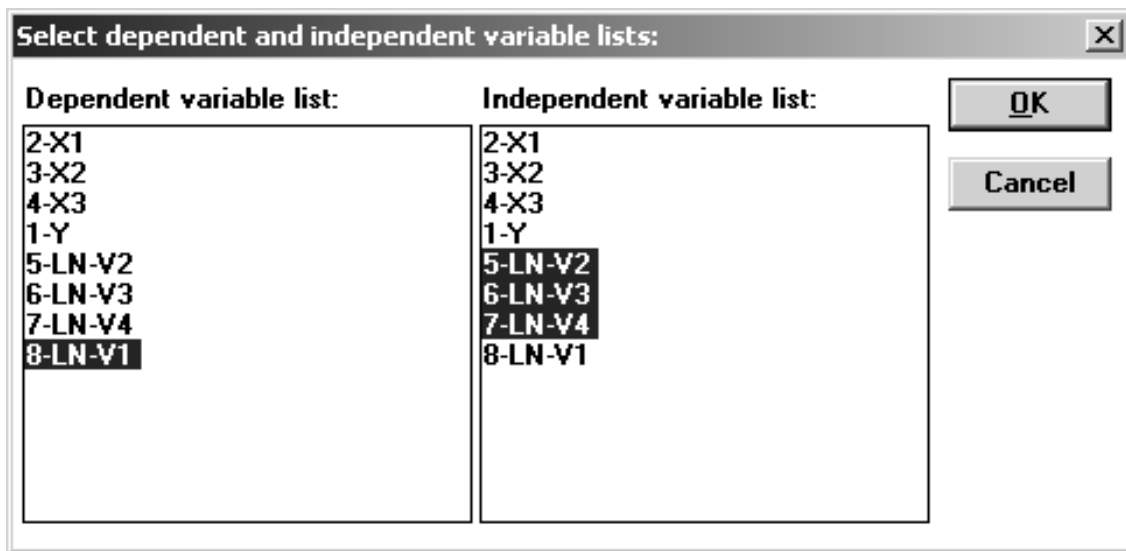 Select dependent and independent variable lists:
Dependent variable list:
2-X1
3-X2
4-X3
1-Y
5-LN-V2
6-LN-V3
7-LN-V4
8-LN-V1
Independent variable list:
2-X1
3-X2
4-X3
1-Y
5-LN-V2
6-LN-V3
7-LN-V4
8-LN-V1
OK
Cancel